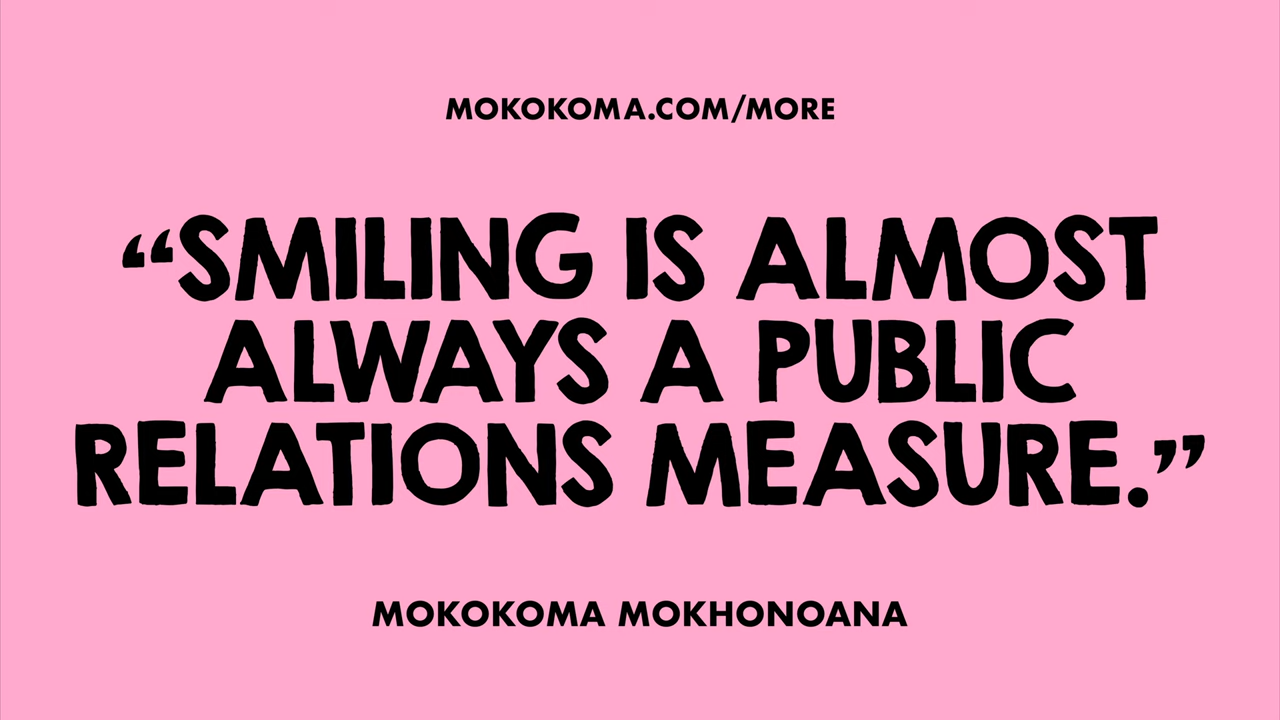 MOKOKOMA.COM/MORE
“SMILING IS ALMOST
ALWAYS A PUBLIC
RELATIONS MEASURE.”
MOKOKOMA MOKHONOANA